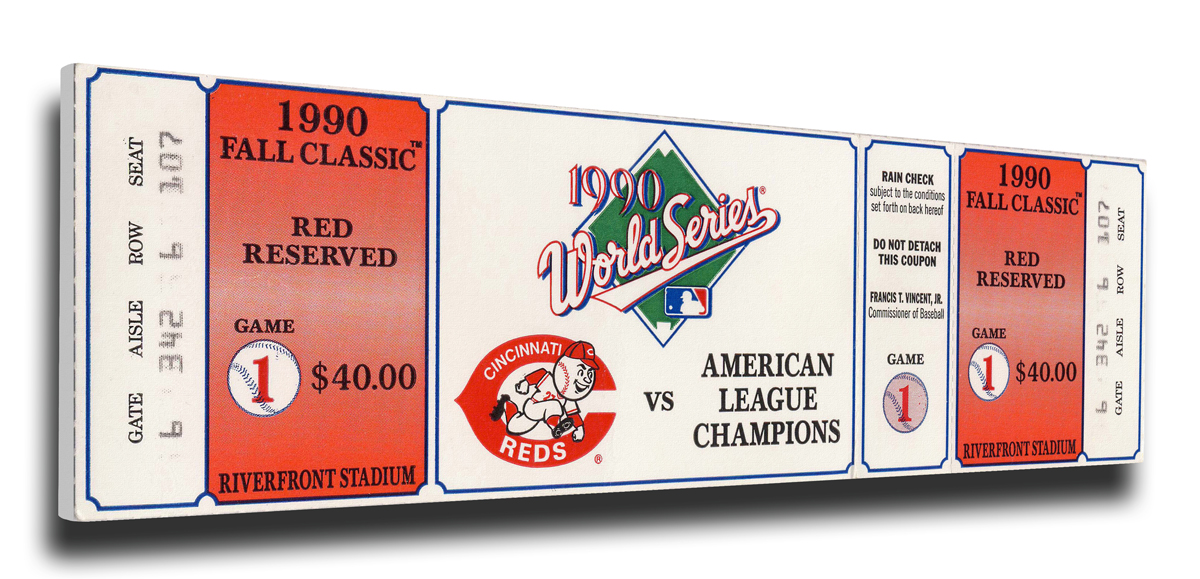 SEAT 107
ROW 6
AISLE 342
GATE 6
1990
FALL CLASSIC™
RED
RESERVED
GAME
1
$40.00
RIVERFRONT STADIUM
1990
World Series®
CINCINNATI
REDS
®
VS
AMERICAN
LEAGUE
CHAMPIONS
RAIN CHECK
subject to the conditions
set forth on back hereof
DO NOT DETACH
THIS COUPON
FRANCIS T. VINCENT, JR.
Commissioner of Baseball
GAME
1
1990
FALL CLASSIC™
RED
RESERVED
GAME
1
$40.00
RIVERFRONT STADIUM
107 SEAT
6 ROW
342 AISLE
6 GATE